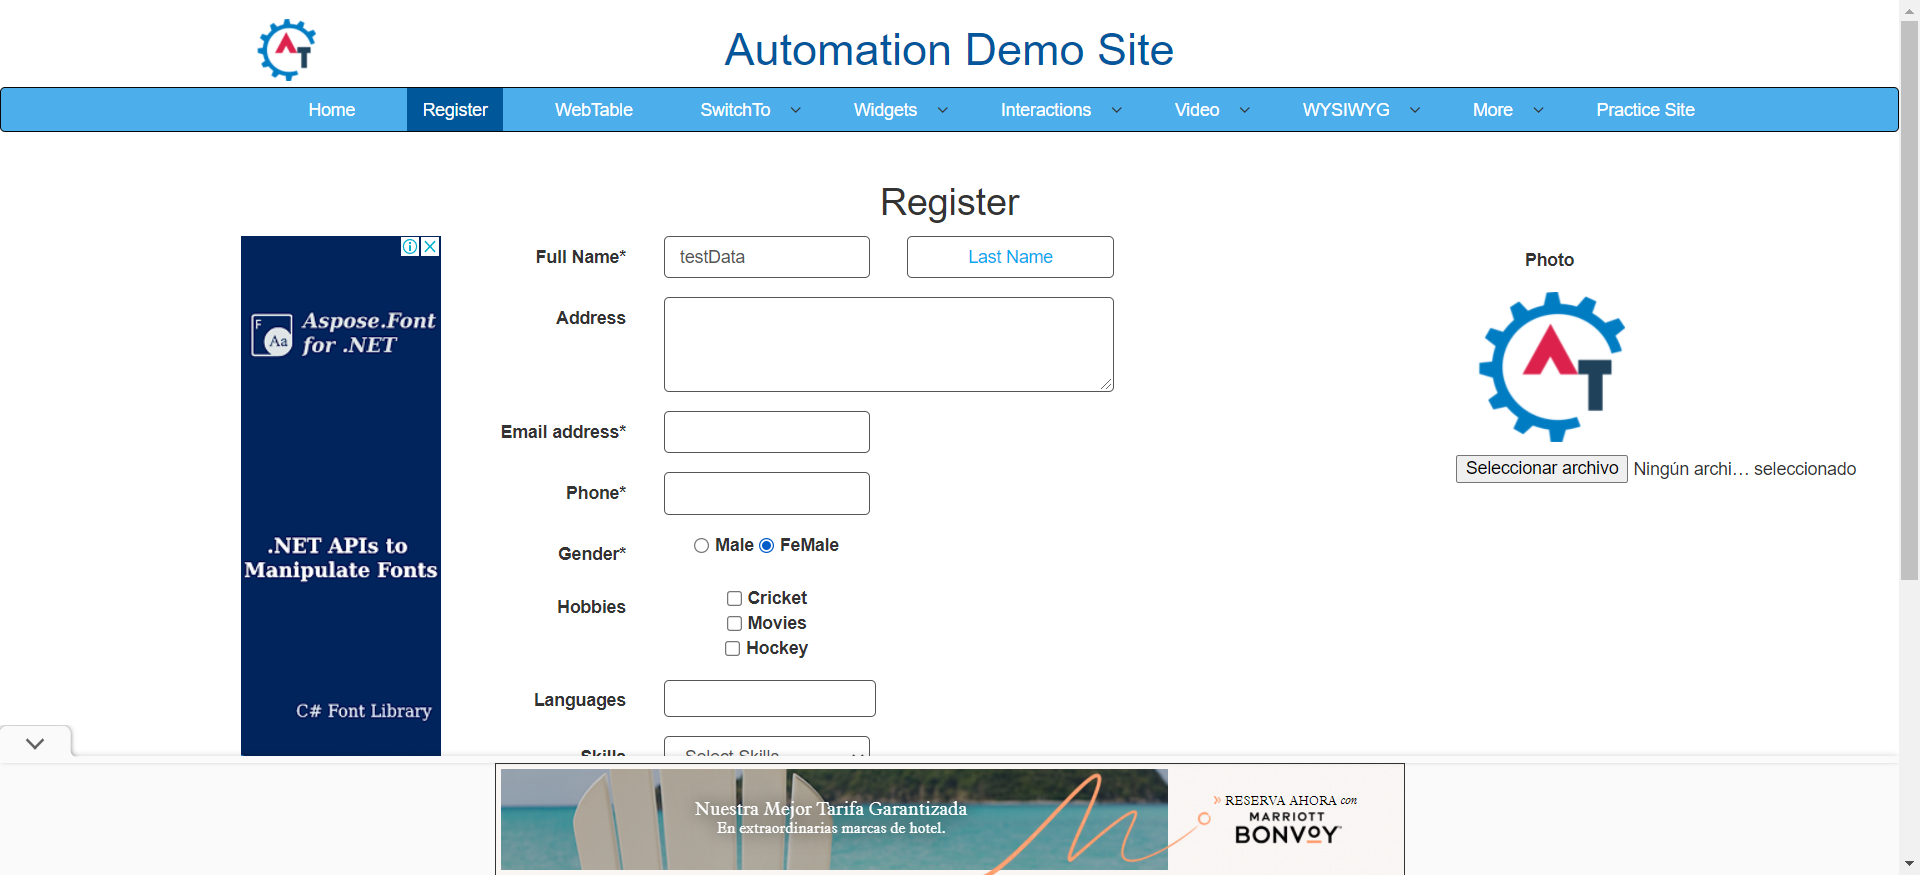 Automation Demo Site
Home Register WebTable SwitchTo Widgets Interactions Video WYSIWYG More Practice Site
Register
Full Name* testData Last Name
Photo
Aspose.Font
for .NET
Address
Email address*
Seleccionar archivo Ningún archi… seleccionado
Phone*
.NET APIs to
Manipulate Fonts
Gender* Male FeMale
Hobbies Cricket
Movies
Hockey
Languages
C# Font Library
Skills Select Skills
Nuestra Mejor Tarifa Garantizada
En extraordinarias marcas de hotel.
» RESERVA AHORA con
MARRIOTT
BONVOY